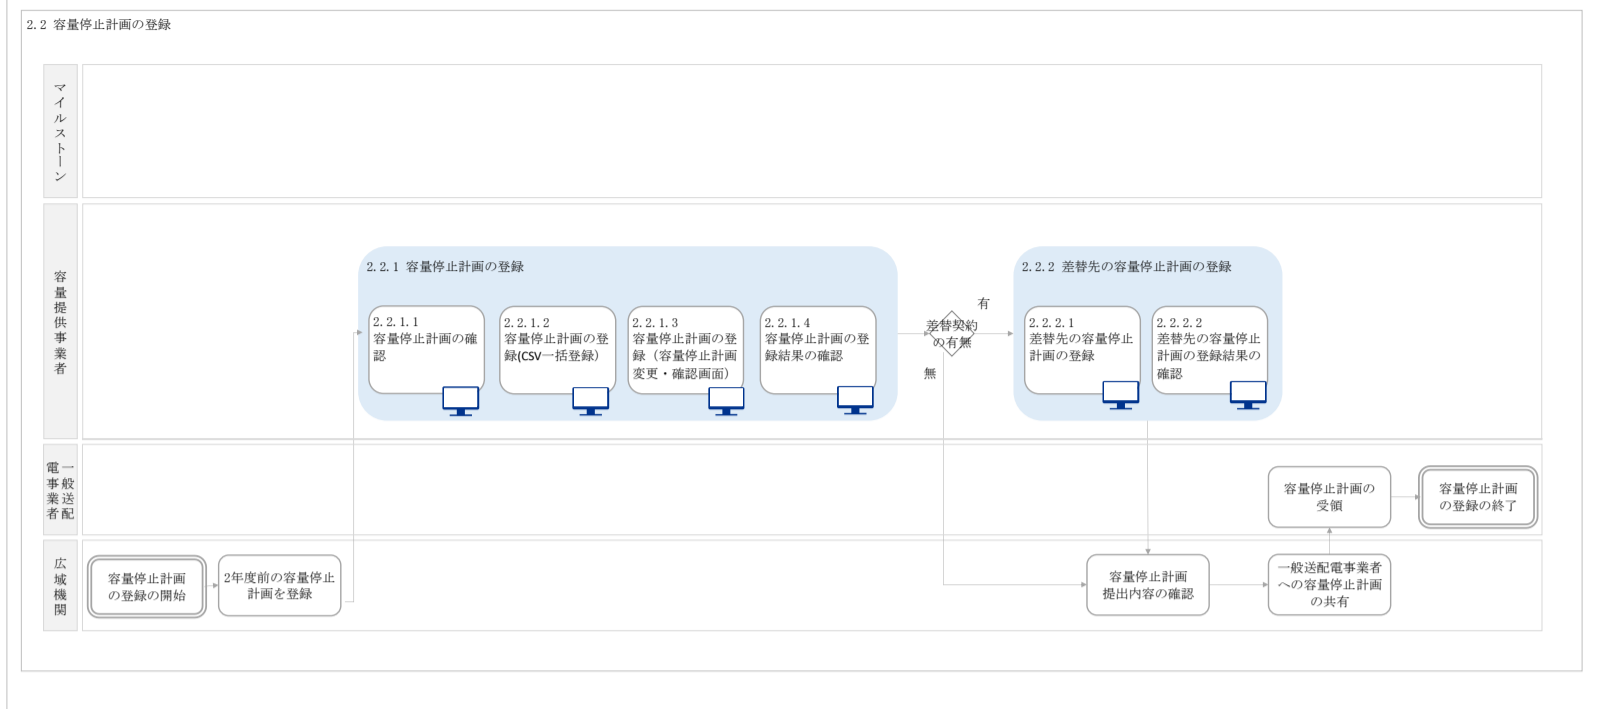 2.2 容量停止計画の登録
マイルストーン
容量提供事業者
2.2.1 容量停止計画の登録
2.2.1.1
容量停止計画の確
認
2.2.1.2
容量停止計画の登
録(CSV一括登録)
2.2.1.3
容量停止計画の登
録（容量停止計画
変更・確認画面）
2.2.1.4
容量停止計画の登
録結果の確認
有
差替契約
の有無
無
2.2.2 差替先の容量停止計画の登録
2.2.2.1
差替先の容量停止
計画の登録
2.2.2.2
差替先の容量停止
計画の登録結果の
確認
一般送配
電事業者
容量停止計画の
受領
容量停止計画
の登録の終了
広域機関
容量停止計画
の登録の開始
2年度前の容量停止
計画を登録
容量停止計画
提出内容の確認
一般送配電事業者
への容量停止計画
の共有